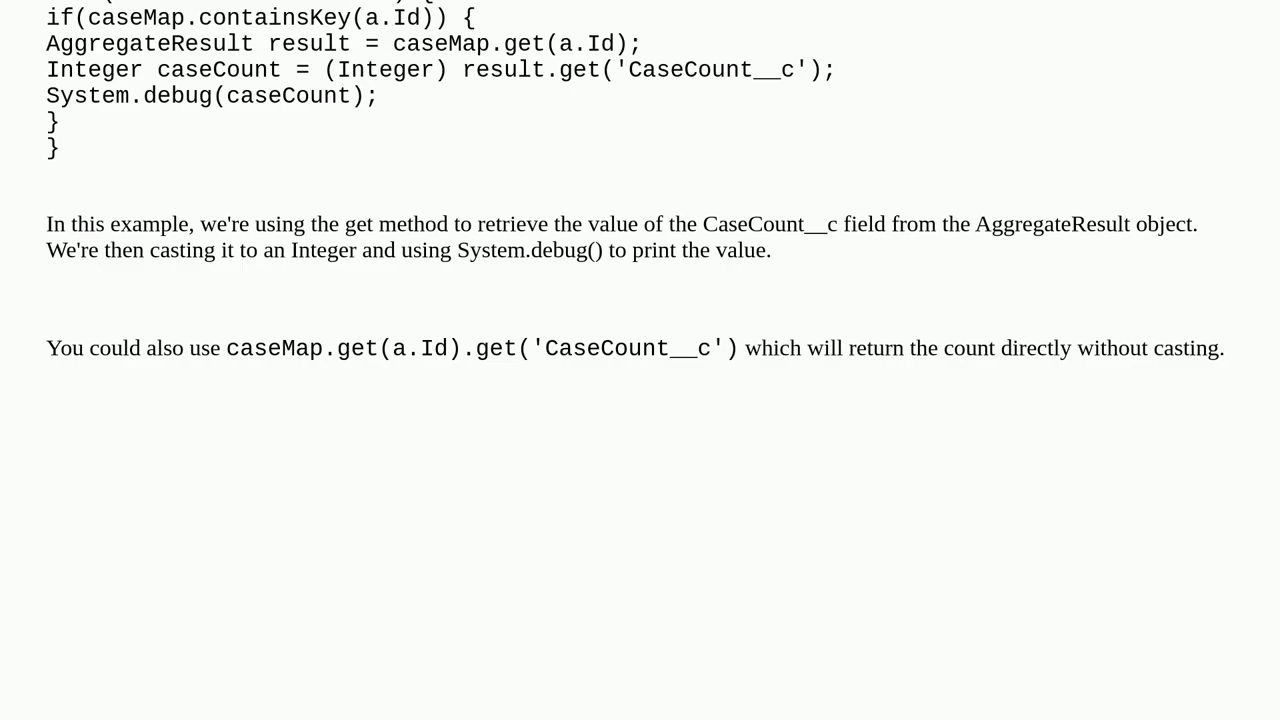 if(caseMap.containsKey(a.Id)) {
AggregateResult result = caseMap.get(a.Id);
Integer caseCount = (Integer) result.get('CaseCount__c');
System.debug(caseCount);
}
}
In this example, we're using the get method to retrieve the value of the CaseCount__c field from the AggregateResult object.
We're then casting it to an Integer and using System.debug() to print the value.
You could also use caseMap.get(a.Id).get('CaseCount__c') which will return the count directly without casting.